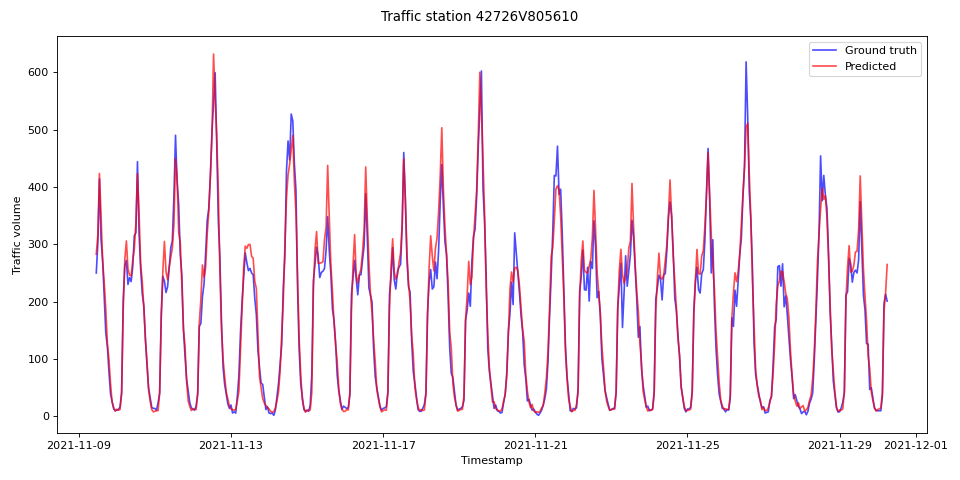 Traffic station 42726V805610
Ground truth
Predicted
Traffic volume
600
500
400
300
200
100
0
2021-11-09
2021-11-13
2021-11-17
2021-11-21
2021-11-25
2021-11-29
2021-12-01
Timestamp